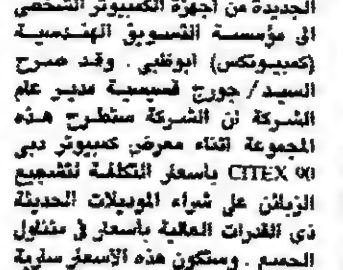 الجديدة من أجهزة الكمبيوتر الشخصي
الى مؤسسة التسويق الهندسية
(كمبيوتكس) ابوظبي . وقد صرح
السيد / جورج قسيسية مدير عام
الشركة ان الشركة ستطرح هذه
المجموعة اثناء معرض كمبيوتر دبي
CITEX 90 بأسعار التكلفة لتشجيع
الزبائن على شراء الموديلات الحديثة
ذي القدرات العالية بأسعار في متناول
الجميع . وستكون هذه الأسعار سارية